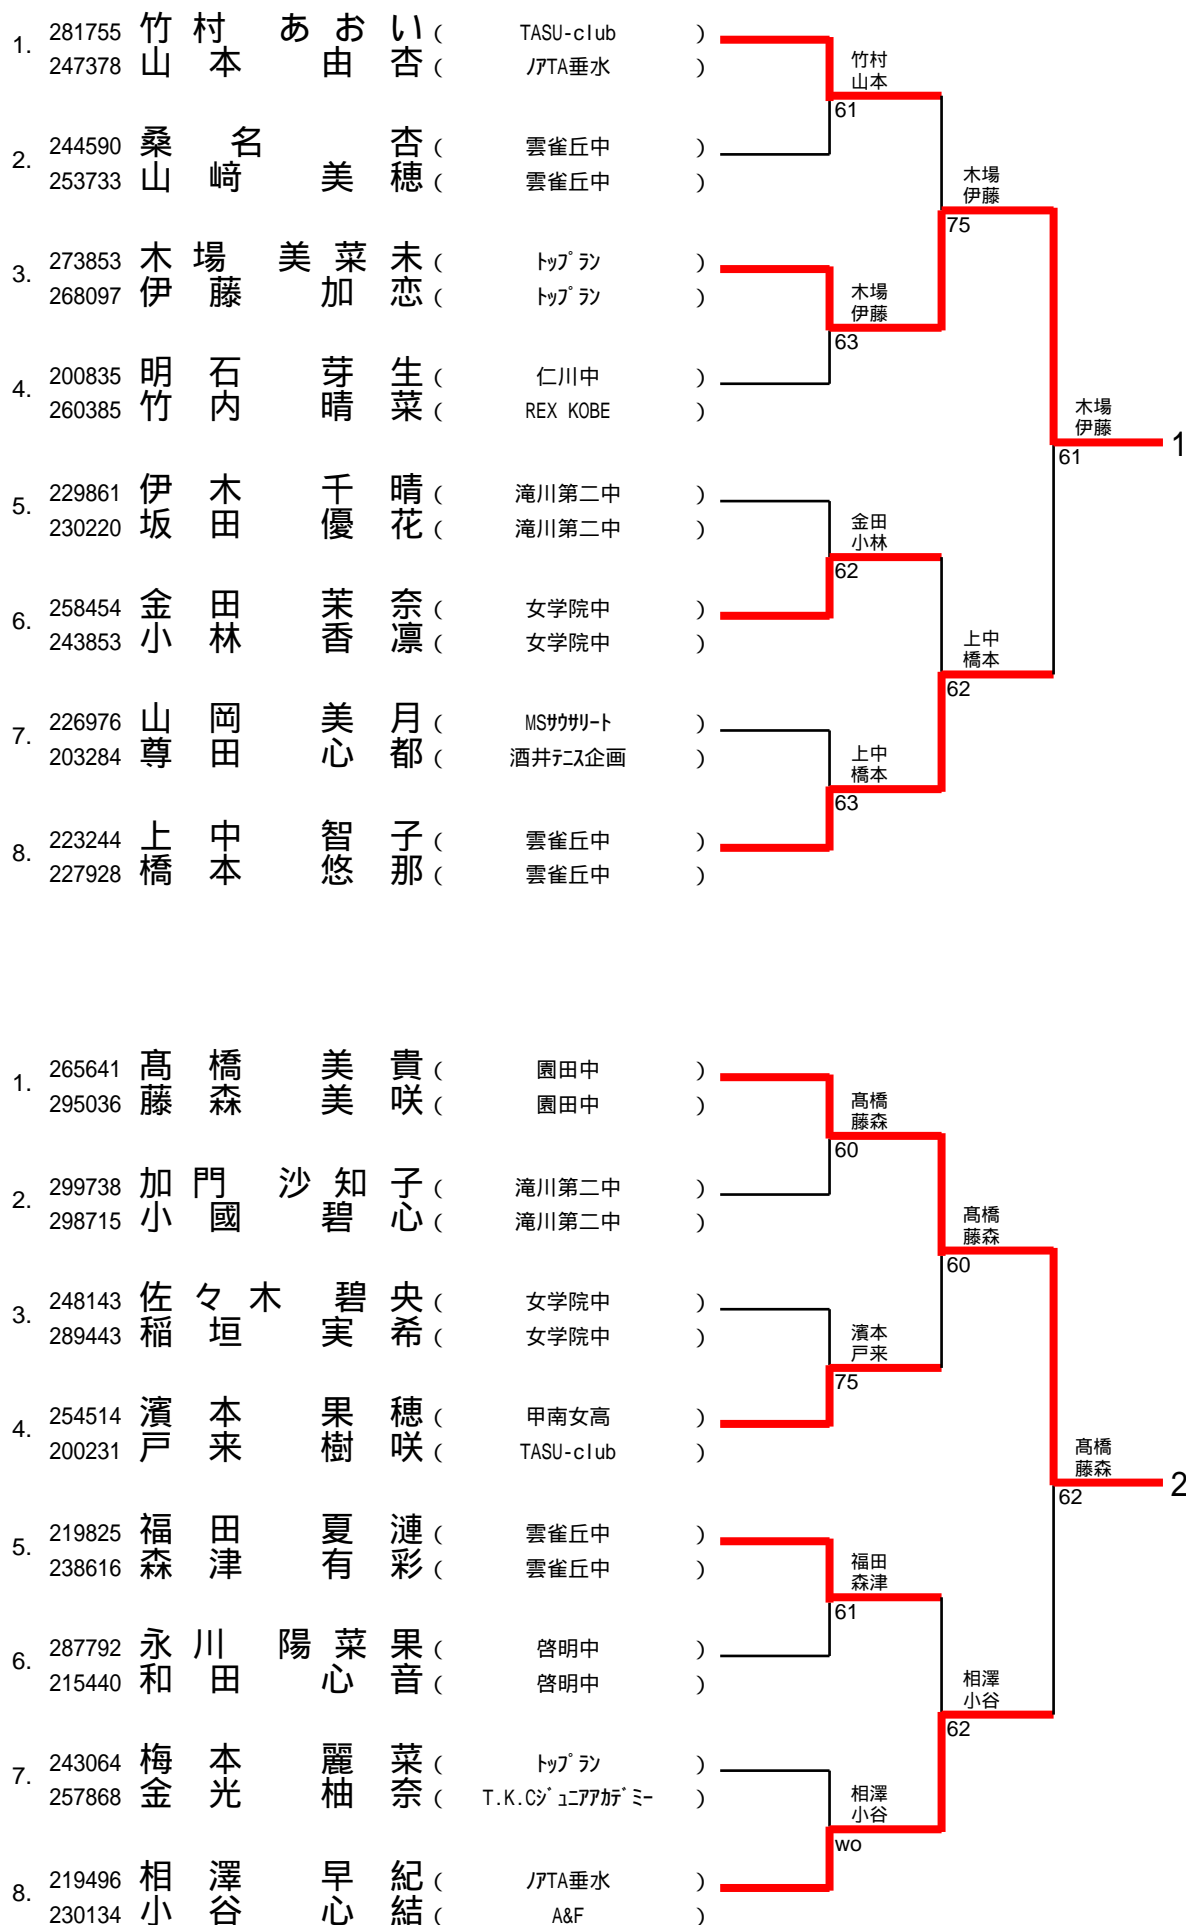 1. 281755 竹村 あおい ( TASU-club )
247378 山本 由杏 ( ノアTA垂水 )
竹村
山本
61
2. 244590 桑名 杏 ( 雲雀丘中 )
253733 山﨑 美穂 ( 雲雀丘中 )
木場
伊藤
75
3. 273853 木場 美菜未 ( トップラン )
268097 伊藤 加恋 ( トップラン )
木場
伊藤
63
4. 200835 明石 芽生 ( 仁川中 )
260385 竹内 晴菜 ( REX KOBE )
木場
伊藤
61
1
5. 229861 伊木 千晴 ( 滝川第二中 )
230220 坂田 優花 ( 滝川第二中 )
金田
小林
62
6. 258454 金田 茉奈 ( 女学院中 )
243853 小林 香凛 ( 女学院中 )
上中
橋本
62
7. 226976 山岡 美月 ( MSサウサリート )
203284 尊田 心都 ( 酒井テニス企画 )
上中
橋本
63
8. 223244 上中 智子 ( 雲雀丘中 )
227928 橋本 悠那 ( 雲雀丘中 )
1. 265641 髙橋 美貴 ( 園田中 )
295036 藤森 美咲 ( 園田中 )
髙橋
藤森
60
2. 299738 加門 沙知子 ( 滝川第二中 )
298715 小國 碧心 ( 滝川第二中 )
髙橋
藤森
60
3. 248143 佐々木 碧央 ( 女学院中 )
289443 稲垣 実希 ( 女学院中 )
濱本
戸来
75
4. 254514 濱本 果穂 ( 甲南女高 )
200231 戸来 樹咲 ( TASU-club )
髙橋
藤森
62
2
5. 219825 福田 夏漣 ( 雲雀丘中 )
238616 森津 有彩 ( 雲雀丘中 )
福田
森津
61
6. 287792 永川 陽菜果 ( 啓明中 )
215440 和田 心音 ( 啓明中 )
相澤
小谷
62
7. 243064 梅本 麗菜 ( トップラン )
257868 金光 柚奈 ( T.K.Cジュニアアカデミー )
相澤
小谷
wo
8. 219496 相澤 早紀 ( ノアTA垂水 )
230134 小谷 心結 ( A&F )